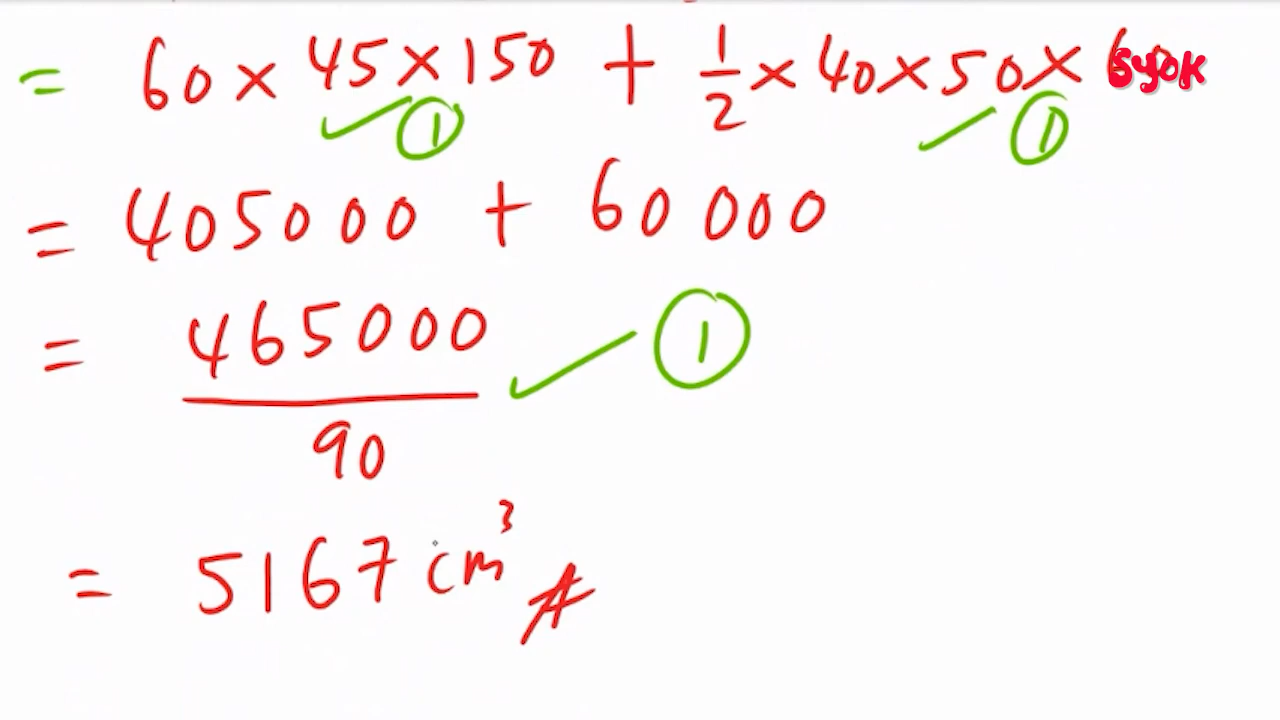 = 60 × 45 × 150 + 1/2 × 40 × 50 × 60
syok
✓ ① ✓ ①
= 405000 + 60000
= 465000 / 90 ✓ ①
= 5167 cm³